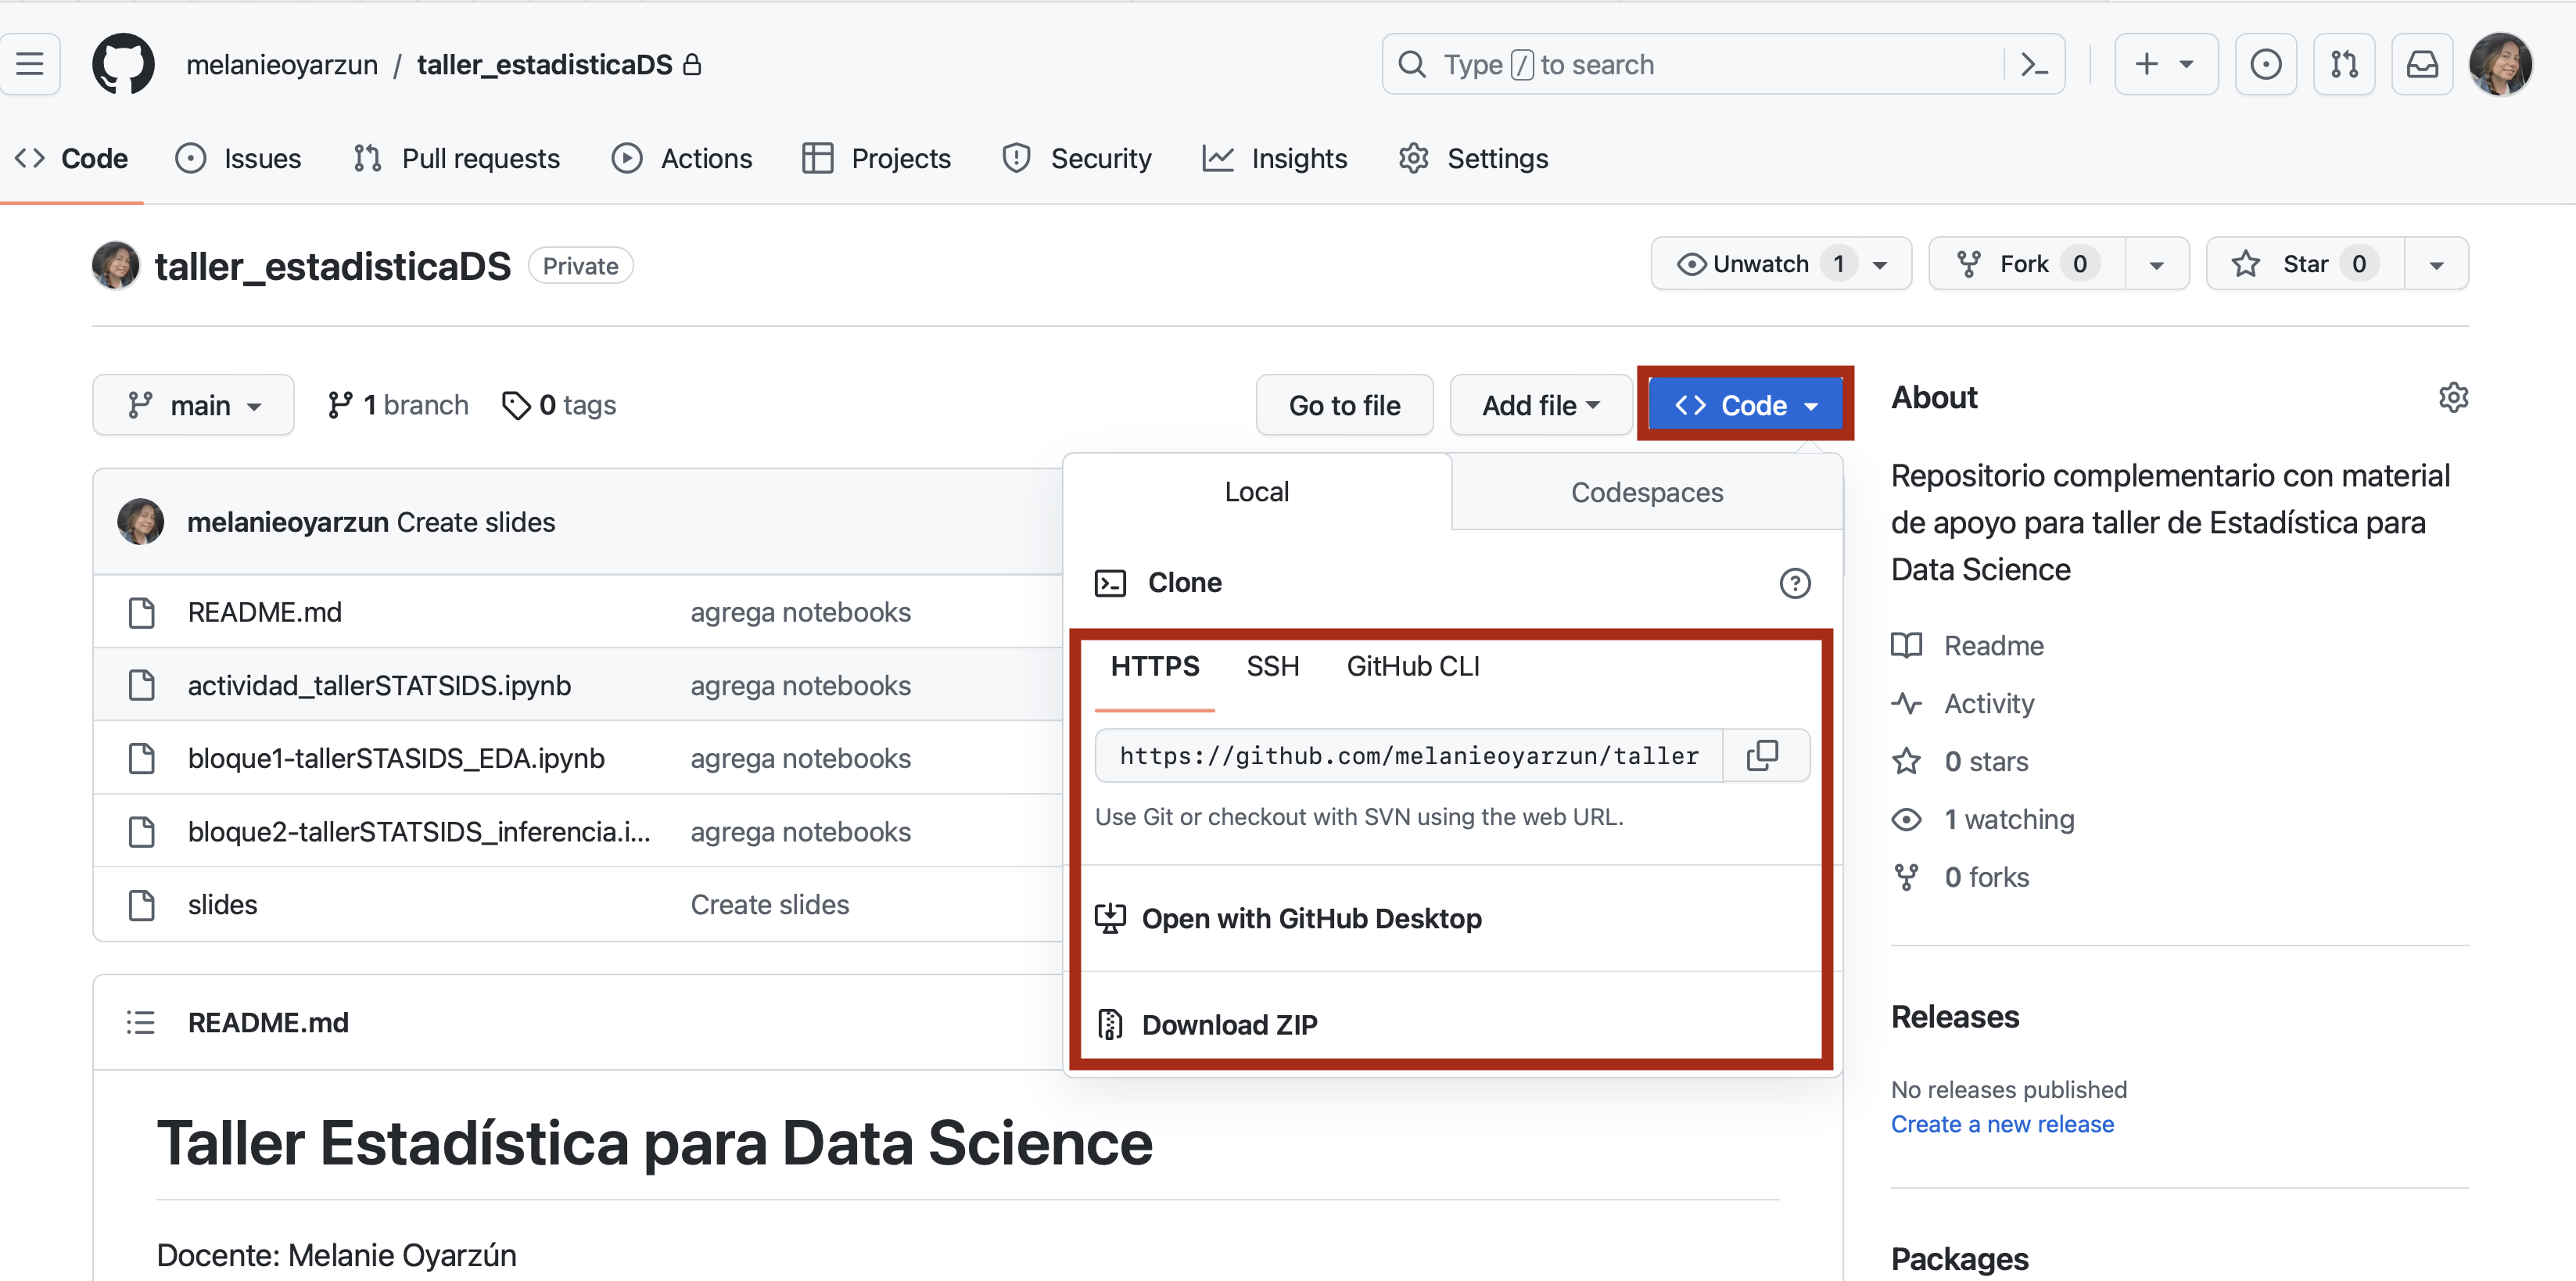 melanieoyarzun / taller_estadisticaDS
Type / to search
Code
Issues
Pull requests
Actions
Projects
Security
Insights
Settings
taller_estadisticaDS Private
Unwatch 1
Fork 0
Star 0
main
1 branch
0 tags
Go to file
Add file
Code
melanieoyarzun Create slides
README.md agrega notebooks
actividad_tallerSTATSIDS.ipynb agrega notebooks
bloque1-tallerSTASIDS_EDA.ipynb agrega notebooks
bloque2-tallerSTATSIDS_inferencia.i... agrega notebooks
slides Create slides
Local
Codespaces
Clone
HTTPS SSH GitHub CLI
https://github.com/melanieoyarzun/taller
Use Git or checkout with SVN using the web URL.
Open with GitHub Desktop
Download ZIP
README.md
Taller Estadística para Data Science
Docente: Melanie Oyarzún
About
Repositorio complementario con material
de apoyo para taller de Estadística para
Data Science
Readme
Activity
0 stars
1 watching
0 forks
Releases
No releases published
Create a new release
Packages